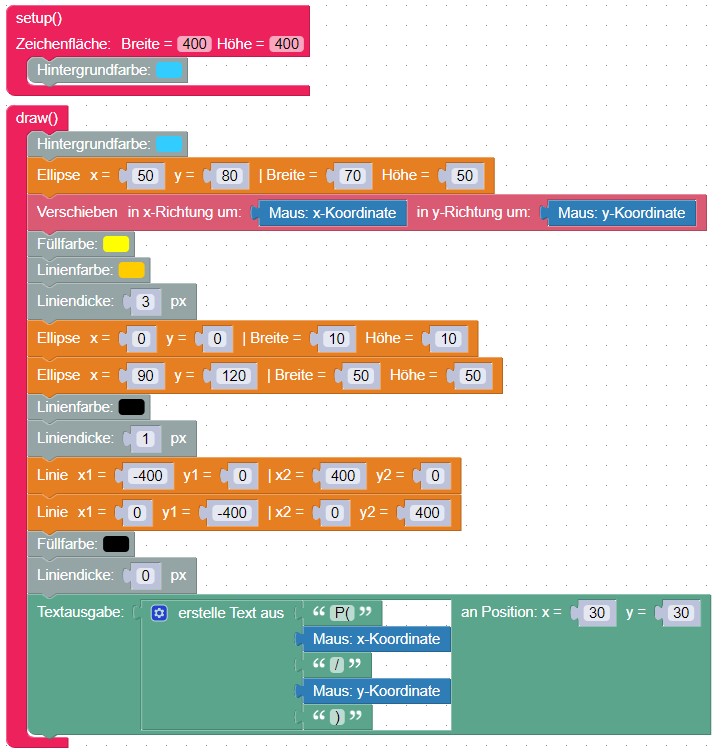 setup()
Zeichenfläche: Breite = 400 Höhe = 400
Hintergrundfarbe:
draw()
Hintergrundfarbe:
Ellipse x = 50 y = 80 | Breite = 70 Höhe = 50
Verschieben in x-Richtung um: Maus: x-Koordinate in y-Richtung um: Maus: y-Koordinate
Füllfarbe:
Linienfarbe:
Liniendicke: 3 px
Ellipse x = 0 y = 0 | Breite = 10 Höhe = 10
Ellipse x = 90 y = 120 | Breite = 50 Höhe = 50
Linienfarbe:
Liniendicke: 1 px
Linie x1 = -400 y1 = 0 | x2 = 400 y2 = 0
Linie x1 = 0 y1 = -400 | x2 = 0 y2 = 400
Füllfarbe:
Liniendicke: 0 px
Textausgabe: erstelle Text aus “ P( ” an Position: x = 30 y = 30
Maus: x-Koordinate
“ / ”
Maus: y-Koordinate
“ ) ”